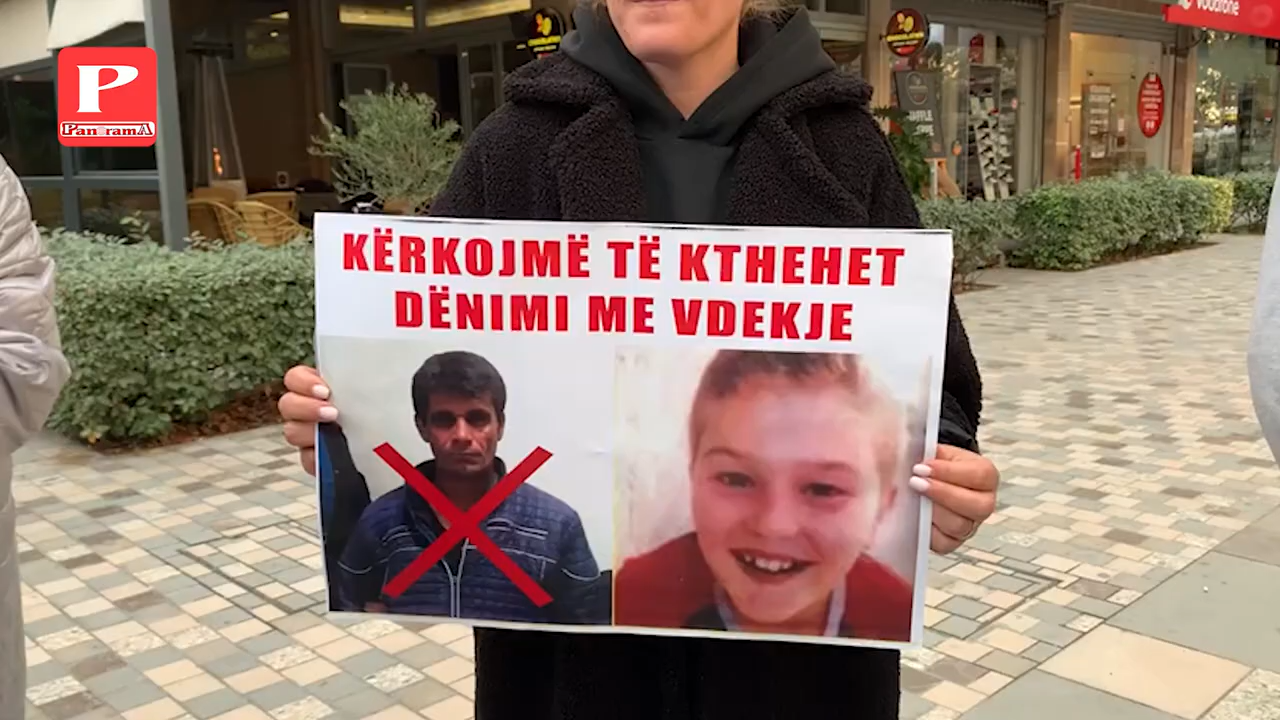 P
PanoramA
KËRKOJMË TË KTHEHET
DËNIMI ME VDEKJE
vodafone